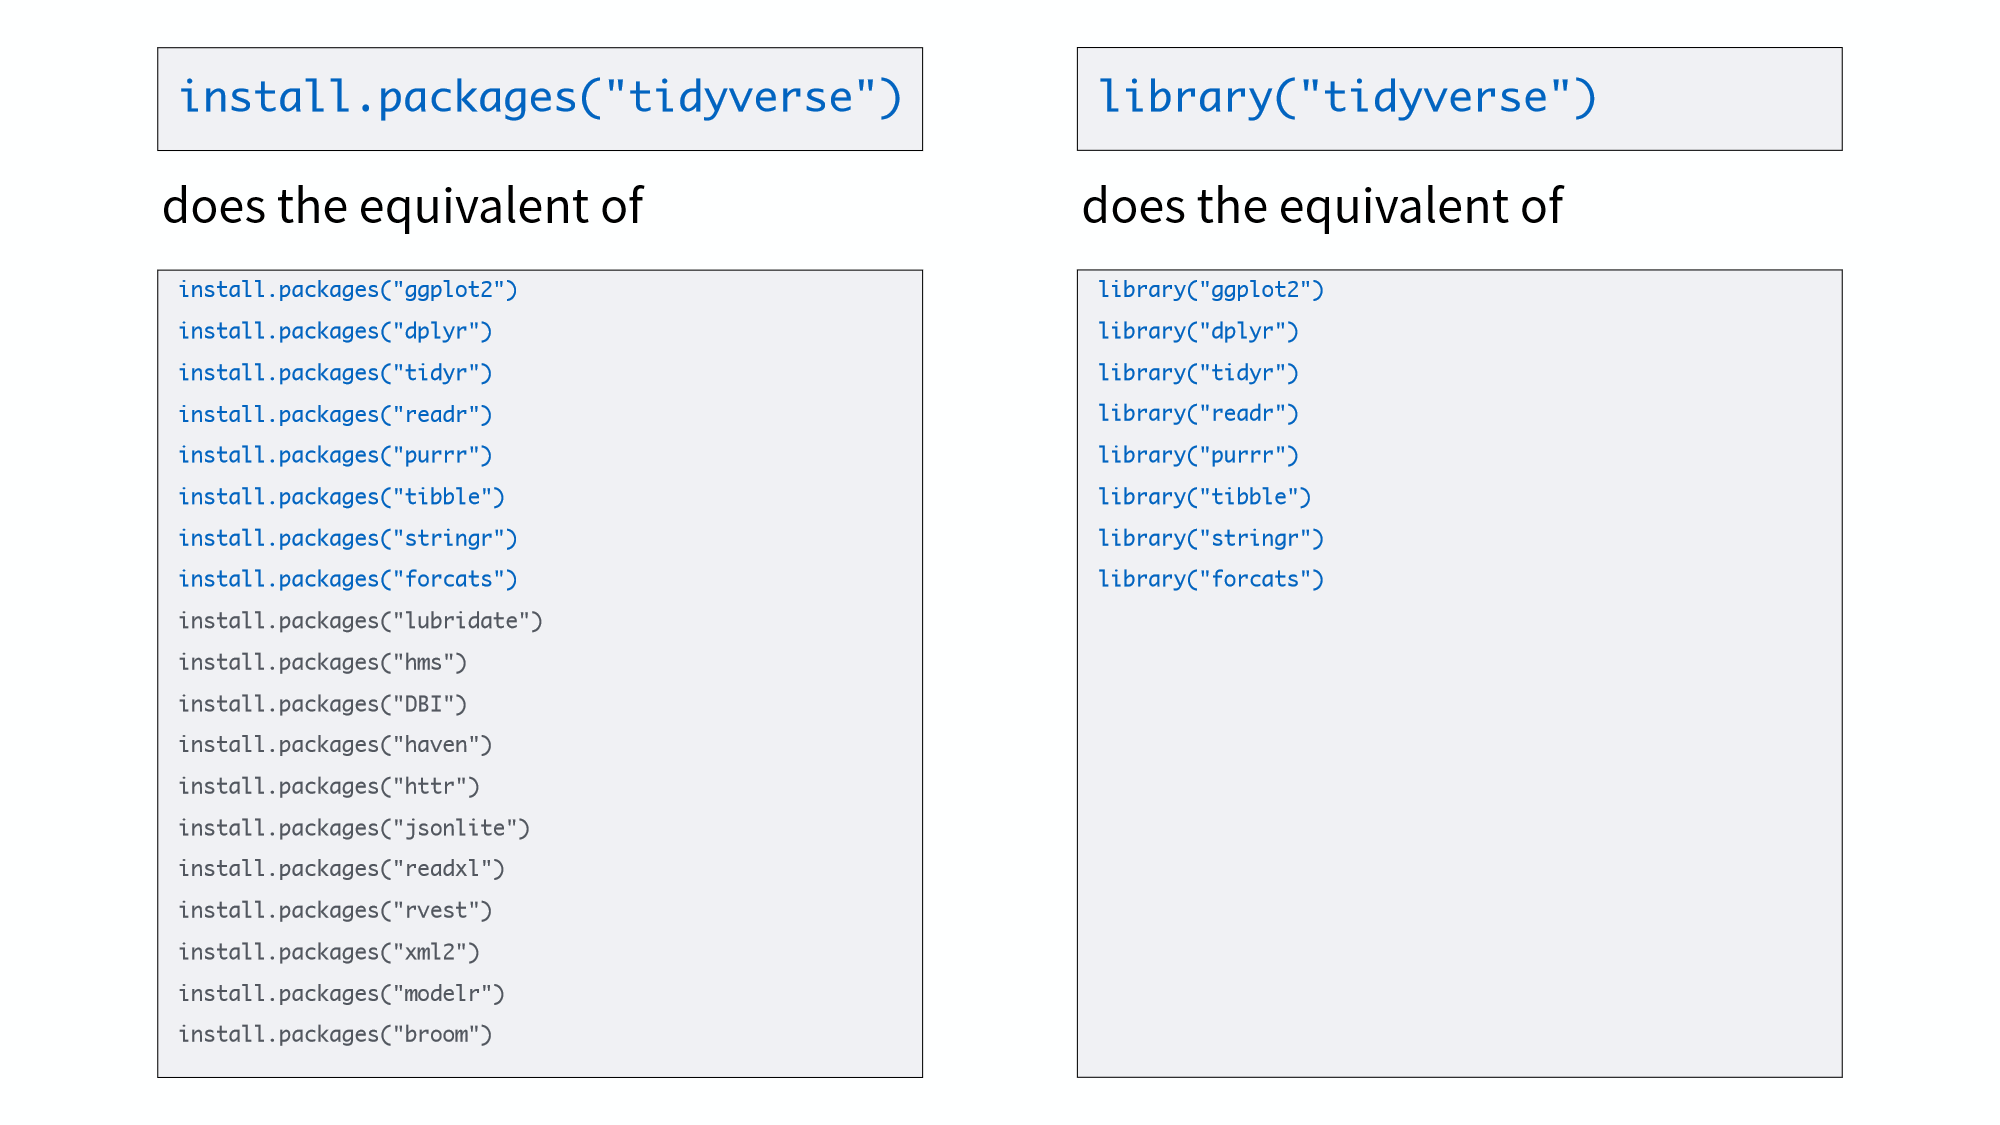 install.packages("tidyverse")
does the equivalent of
install.packages("ggplot2")
install.packages("dplyr")
install.packages("tidyr")
install.packages("readr")
install.packages("purrr")
install.packages("tibble")
install.packages("stringr")
install.packages("forcats")
install.packages("lubridate")
install.packages("hms")
install.packages("DBI")
install.packages("haven")
install.packages("httr")
install.packages("jsonlite")
install.packages("readxl")
install.packages("rvest")
install.packages("xml2")
install.packages("modelr")
install.packages("broom")
library("tidyverse")
does the equivalent of
library("ggplot2")
library("dplyr")
library("tidyr")
library("readr")
library("purrr")
library("tibble")
library("stringr")
library("forcats")